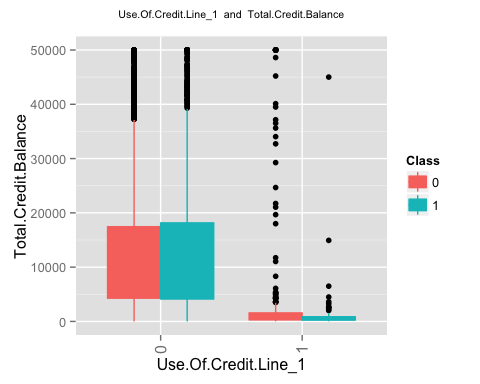 Use.Of.Credit.Line_1 and Total.Credit.Balance
Total.Credit.Balance
50000
40000
30000
20000
10000
0
0
1
Use.Of.Credit.Line_1
Class
0
1